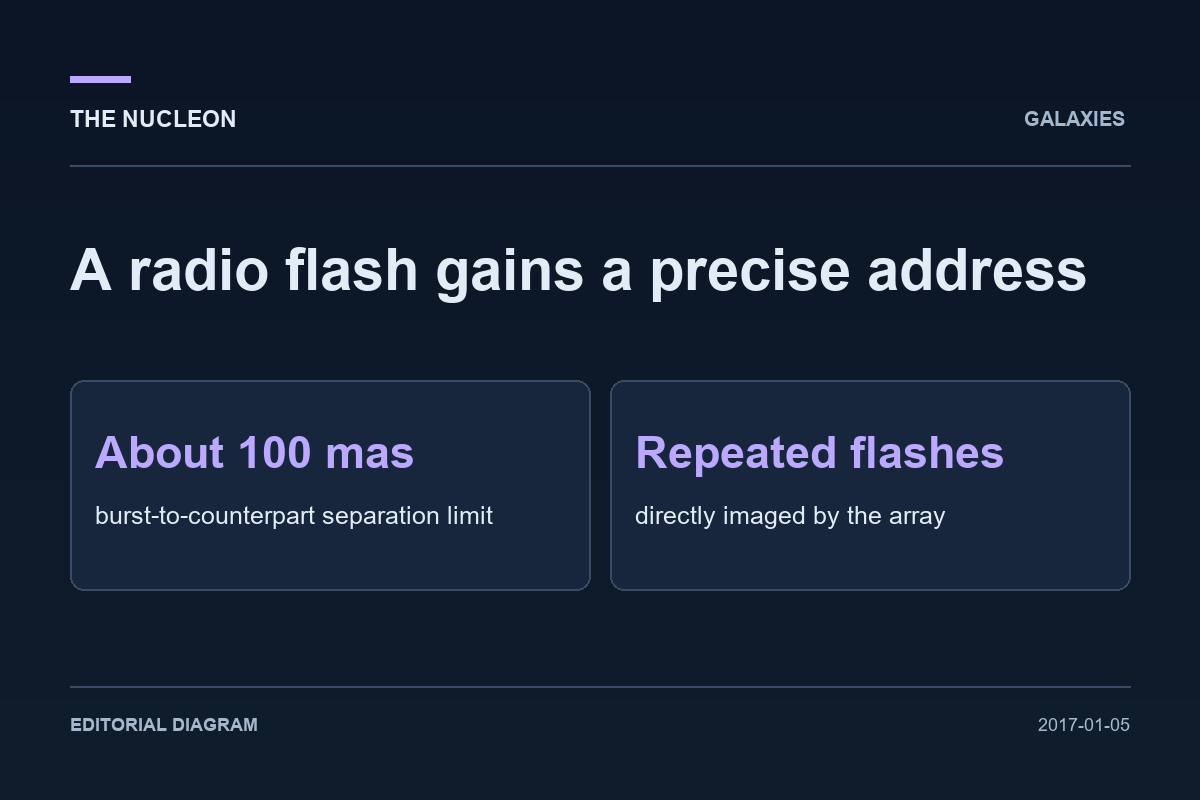 THE NUCLEON
GALAXIES
A radio flash gains a precise address
About 100 mas
burst-to-counterpart separation limit
Repeated flashes
directly imaged by the array
EDITORIAL DIAGRAM
2017-01-05